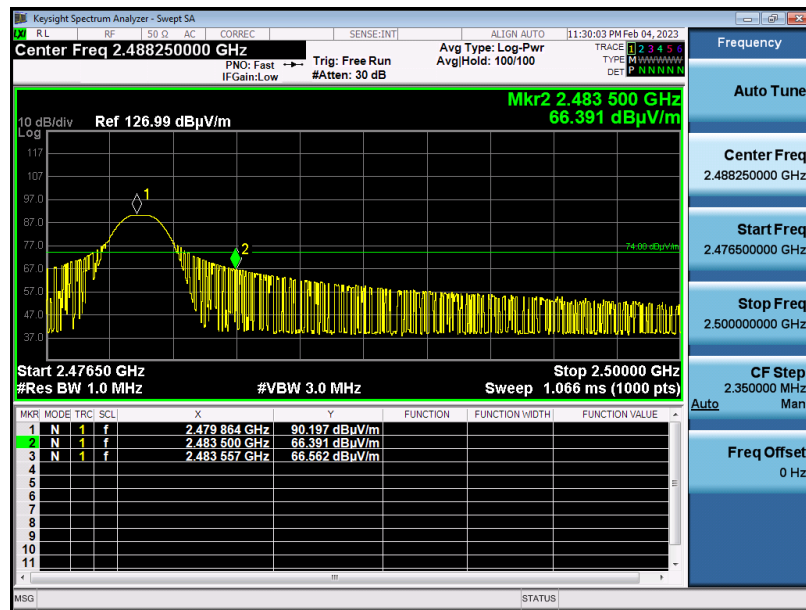 Keysight Spectrum Analyzer - Swept SA
LXI RL RF 50 Ω AC CORREC SENSE:INT ALIGN AUTO 11:30:03 PM Feb 04, 2023
Center Freq 2.488250000 GHz
PNO: Fast
IFGain:Low
Trig: Free Run
#Atten: 30 dB
Avg Type: Log-Pwr
Avg|Hold: 100/100
TRACE 1 2 3 4 5 6
TYPE M WWWWW
DET P N N N N N
Mkr2 2.483 500 GHz
66.391 dBµV/m
10 dB/div Ref 126.99 dBµV/m
Log
117
107
97.0
87.0
77.0
67.0
57.0
47.0
37.0
1
2
74.00 dBµV/m
Start 2.47650 GHz Stop 2.50000 GHz
#Res BW 1.0 MHz #VBW 3.0 MHz Sweep 1.066 ms (1000 pts)
MKR MODE TRC SCL X Y FUNCTION FUNCTION WIDTH FUNCTION VALUE
1 N 1 f 2.479 864 GHz 90.197 dBµV/m
2 N 1 f 2.483 500 GHz 66.391 dBµV/m
3 N 1 f 2.483 557 GHz 66.562 dBµV/m
4
5
6
7
8
9
10
11
MSG STATUS
Frequency
Auto Tune
Center Freq
2.488250000 GHz
Start Freq
2.476500000 GHz
Stop Freq
2.500000000 GHz
CF Step
2.350000 MHz
Auto Man
Freq Offset
0 Hz